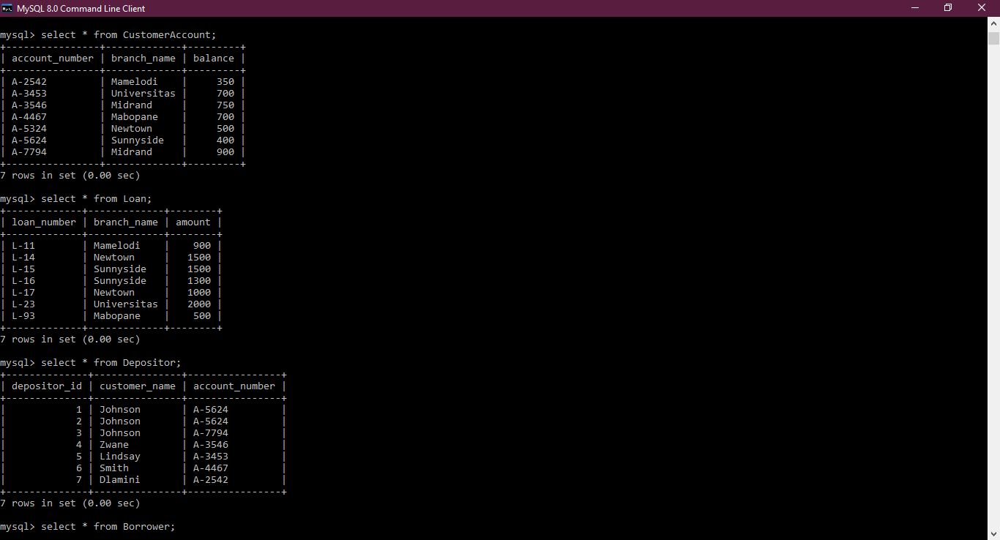 MySQL 8.0 Command Line Client
mysql> select * from CustomerAccount;
+----------------+-------------+---------+
| account_number | branch_name | balance |
+----------------+-------------+---------+
| A-2542         | Mamelodi    |     350 |
| A-3453         | Universitas |     700 |
| A-3546         | Midrand     |     750 |
| A-4467         | Mabopane    |     700 |
| A-5324         | Newtown     |     500 |
| A-5624         | Sunnyside   |     400 |
| A-7794         | Midrand     |     900 |
+----------------+-------------+---------+
7 rows in set (0.00 sec)
mysql> select * from Loan;
+-------------+-------------+--------+
| loan_number | branch_name | amount |
+-------------+-------------+--------+
| L-11        | Mamelodi    |    900 |
| L-14        | Newtown     |   1500 |
| L-15        | Sunnyside   |   1500 |
| L-16        | Sunnyside   |   1300 |
| L-17        | Newtown     |   1000 |
| L-23        | Universitas |   2000 |
| L-93        | Mabopane    |    500 |
+-------------+-------------+--------+
7 rows in set (0.00 sec)
mysql> select * from Depositor;
+--------------+---------------+----------------+
| depositor_id | customer_name | account_number |
+--------------+---------------+----------------+
|            1 | Johnson       | A-5624         |
|            2 | Johnson       | A-5624         |
|            3 | Johnson       | A-7794         |
|            4 | Zwane         | A-3546         |
|            5 | Lindsay       | A-3453         |
|            6 | Smith         | A-4467         |
|            7 | Dlamini       | A-2542         |
+--------------+---------------+----------------+
7 rows in set (0.00 sec)
mysql> select * from Borrower;